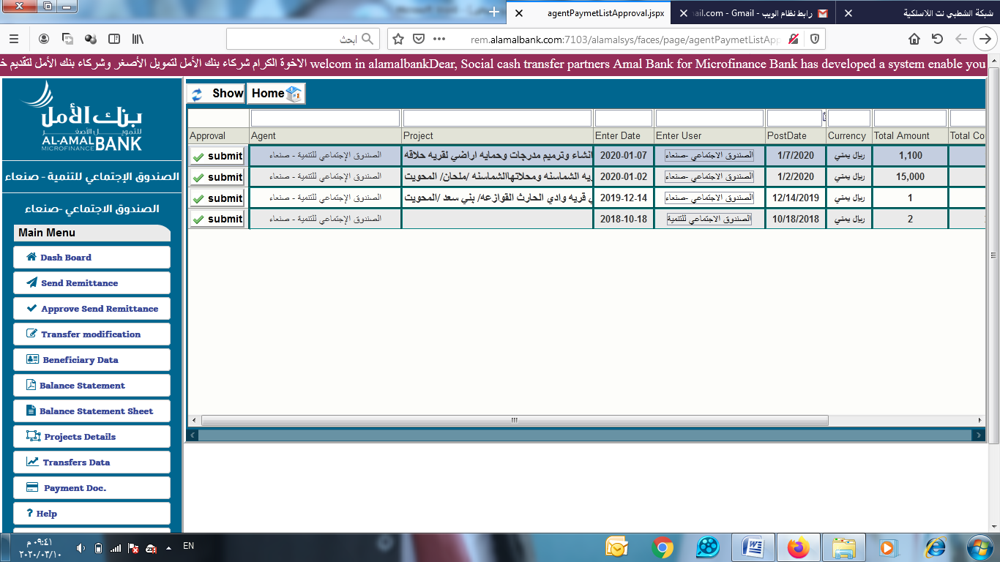 agentPaymetListApproval.jspx
رابط نظام الويب - Gmail - ail.com
شبكة الشطبي نت اللاسلكية
ابحث
rem.alamalbank.com:7103/alamalsys/faces/page/agentPaymetListApp
الاخوة الكرام شركاء بنك الأمل لتمويل الأصغر وشركاء بنك الأمل لتقديم welcom in alamalbankDear, Social cash transfer partners Amal Bank for Microfinance Bank has developed a system enable you
بنك الأمل
للتمويل الأصغر
AL-AMAL BANK
MICROFINANCE
الصندوق الإجتماعي للتنمية - صنعاء
الصندوق الاجتماعي -صنعاء
Main Menu
Dash Board
Send Remittance
Approve Send Remittance
Transfer modification
Beneficiary Data
Balance Statement
Balance Statement Sheet
Projects Details
Transfers Data
Payment Doc.
Help
Show Home
Approval Agent Project Enter Date Enter User PostDate Currency Total Amount Total Co
submit الصندوق الإجتماعي للتنمية - صنعاء انشاء وترميم مدرجات وحمايه اراضي لقريه حلاقه 2020-01-07 الصندوق الاجتماعي -صنعاء 1/7/2020 ريال يمني 1,100
submit الصندوق الإجتماعي للتنمية - صنعاء يه الشماسنه ومحلاتهاالشماسنه /ملحان/ المحويت 2020-01-02 الصندوق الاجتماعي -صنعاء 1/2/2020 ريال يمني 15,000
submit الصندوق الإجتماعي للتنمية - صنعاء ي قريه وادي الحارث القوازعه/ بني سعد /المحويت 2019-12-14 الصندوق الاجتماعي -صنعاء 12/14/2019 ريال يمني 1
submit الصندوق الإجتماعي للتنمية - صنعاء 2018-10-18 الصندوق الاجتماعي للتنمية 10/18/2018 ريال يمني 2
٠٩:٤١ م
٢٠٢٠/٠٣/١٠
EN